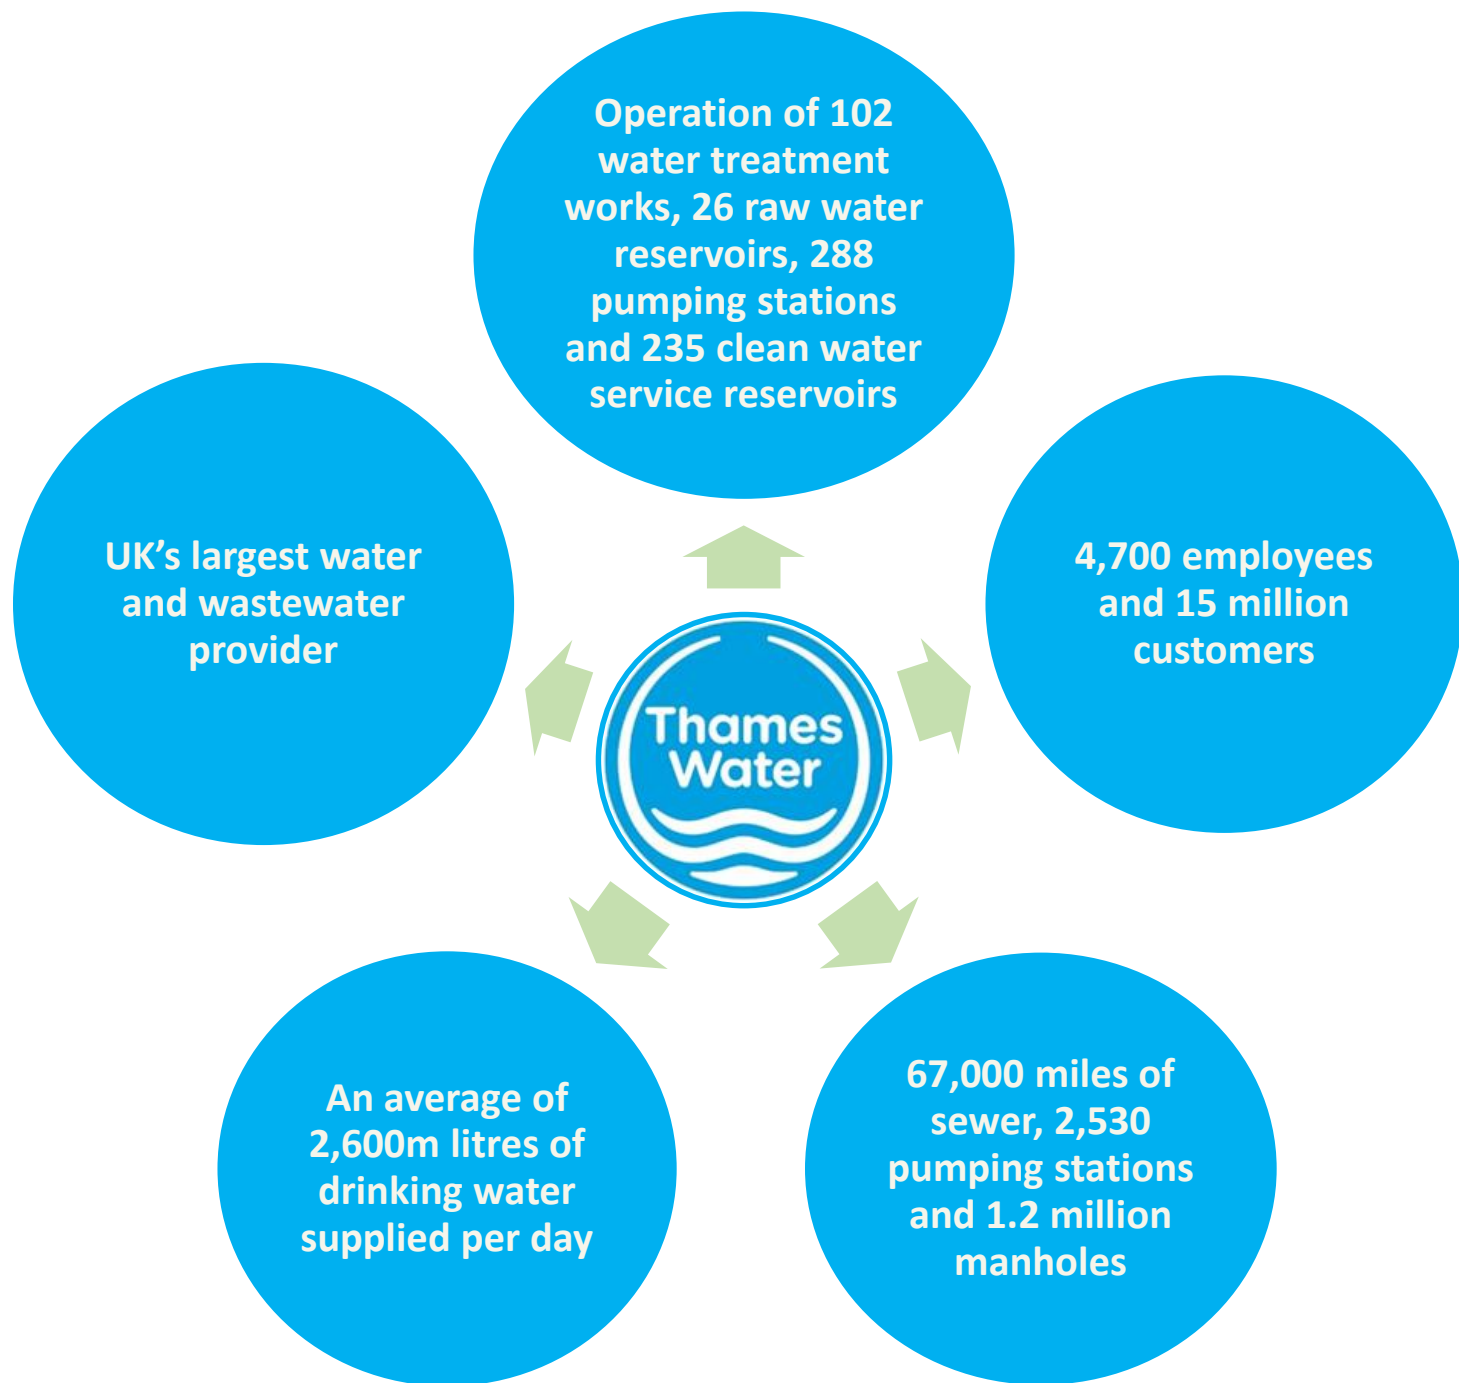 Operation of 102
water treatment
works, 26 raw water
reservoirs, 288
pumping stations
and 235 clean water
service reservoirs
UK’s largest water
and wastewater
provider
4,700 employees
and 15 million
customers
Thames
Water
An average of
2,600m litres of
drinking water
supplied per day
67,000 miles of
sewer, 2,530
pumping stations
and 1.2 million
manholes